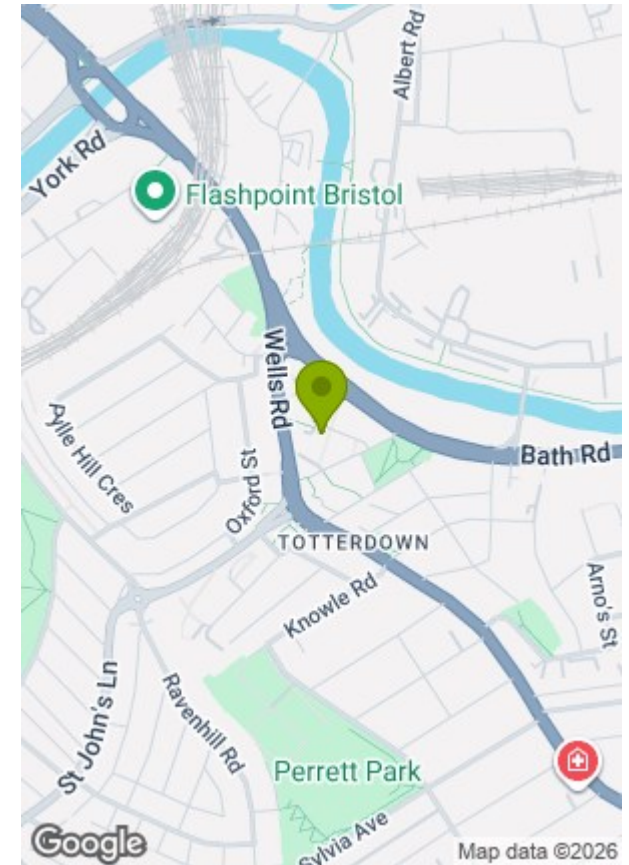 Albert Rd
York Rd
Flashpoint Bristol
Wells Rd
Aylle Hill Cres
Oxford St
Bath Rd
TOTTERDOWN
Knowle Rd
Arno's St
St John's Ln
Ravenhill Rd
Perrett Park
Sylvia Ave
Google
Map data ©2026